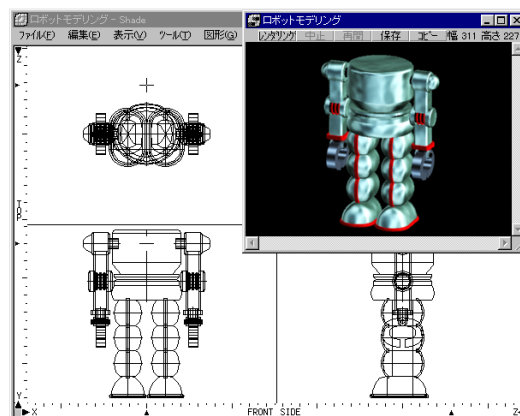 ロボットモデリング - Shade
ファイル(F) 編集(E) 表示(V) ツール(T) 図形(G)
ロボットモデリング
レンダリング 中止 再開 保存 コピー 幅 311 高さ 227
Z
TOP
Y
X FRONT SIDE Z